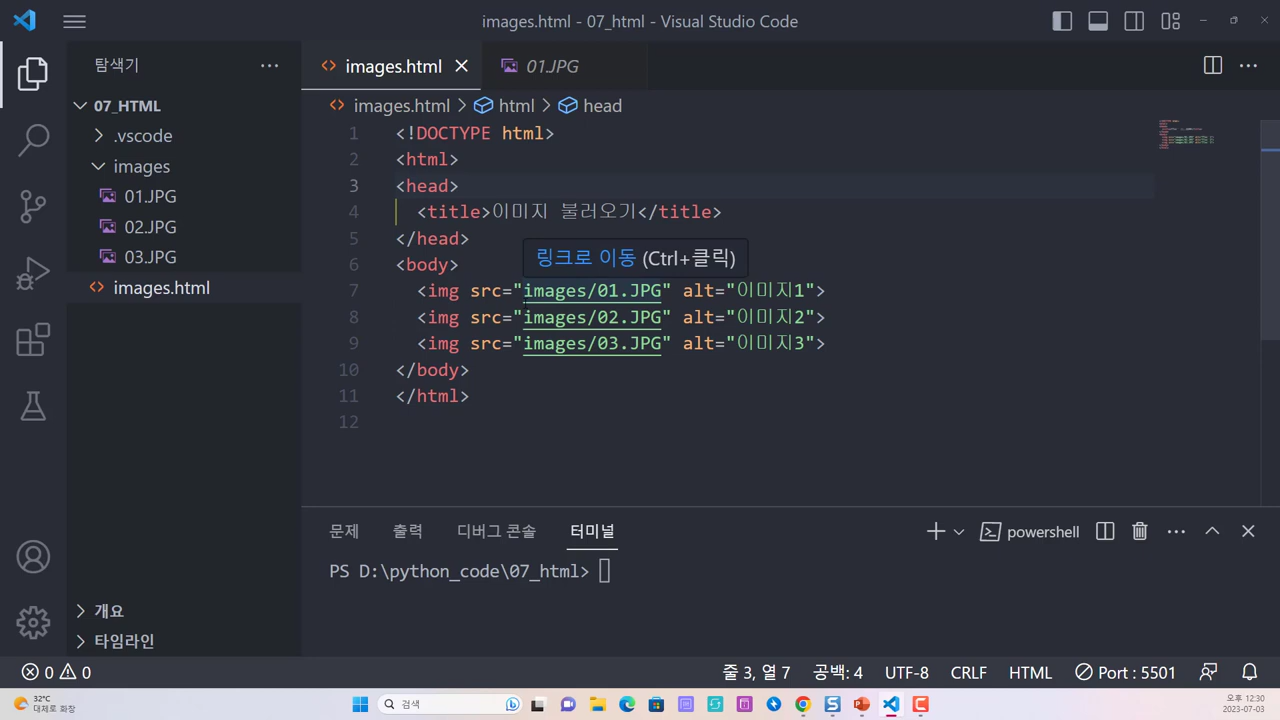 images.html - 07_html - Visual Studio Code
탐색기
07_HTML
.vscode
images
01.JPG
02.JPG
03.JPG
images.html
개요
타임라인
images.html
01.JPG
images.html > html > head
1 <!DOCTYPE html>
2 <html>
3 <head>
4 <title>이미지 불러오기</title>
5 </head>
6 <body>
링크로 이동 (Ctrl+클릭)
7 <img src="images/01.JPG" alt="이미지1">
8 <img src="images/02.JPG" alt="이미지2">
9 <img src="images/03.JPG" alt="이미지3">
10 </body>
11 </html>
12
문제 출력 디버그 콘솔 터미널 powershell
PS D:\python_code\07_html>
0 0 줄 3, 열 7 공백: 4 UTF-8 CRLF HTML Port : 5501
32°C
대체로 화창
검색
오후 12:30
2023-07-03